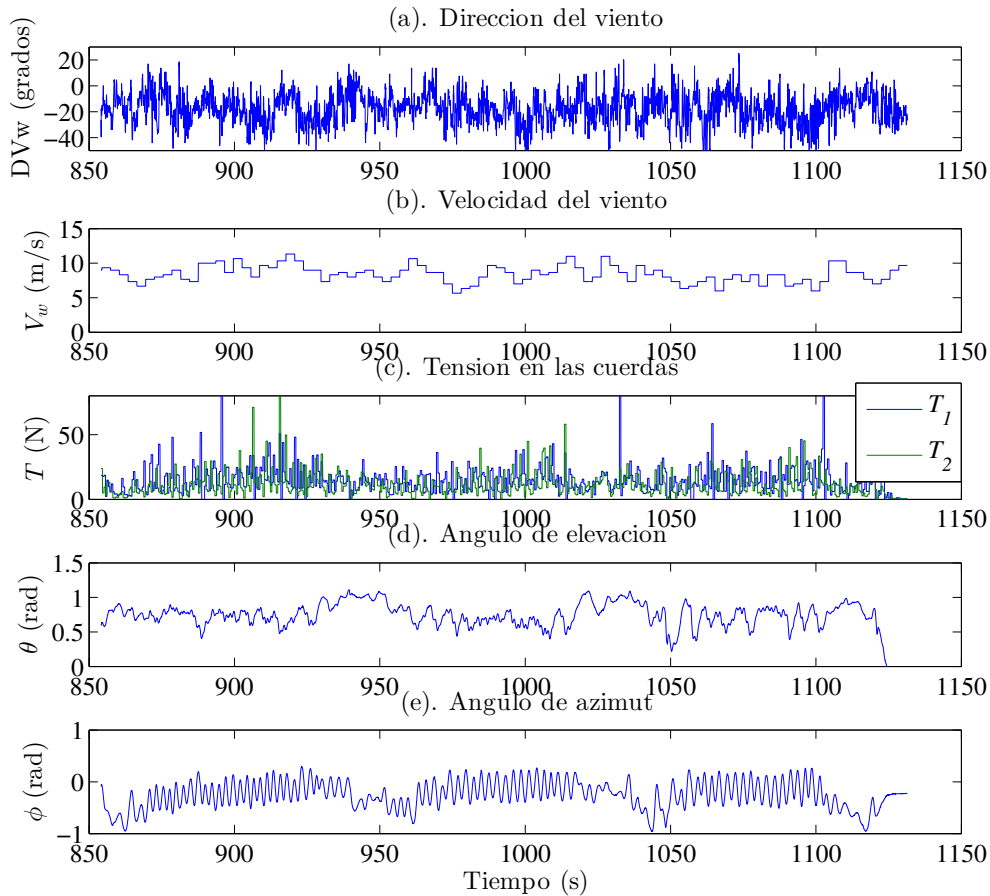 (a). Direccion del viento
DVw (grados)
20
0
−20
−40
850 900 950 1000 1050 1100 1150
(b). Velocidad del viento
V_w (m/s)
15
10
5
0
850 900 950 1000 1050 1100 1150
(c). Tension en las cuerdas
T (N)
50
0
T_1
T_2
850 900 950 1000 1050 1100 1150
(d). Angulo de elevacion
θ (rad)
1.5
1
0.5
0
850 900 950 1000 1050 1100 1150
(e). Angulo de azimut
ϕ (rad)
1
0
−1
850 900 950 1000 1050 1100 1150
Tiempo (s)